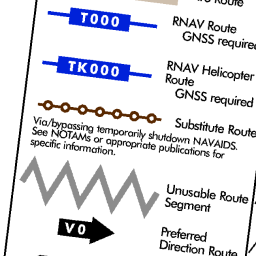 Route
T000
RNAV Route
GNSS required
TK000
RNAV Helicopter
Route
GNSS required
Substitute Route
Via/bypassing temporarily shutdown NAVAIDS.
See NOTAMs or appropriate publications for
specific information.
Unusable Route
Segment
V0
Preferred
Direction Route